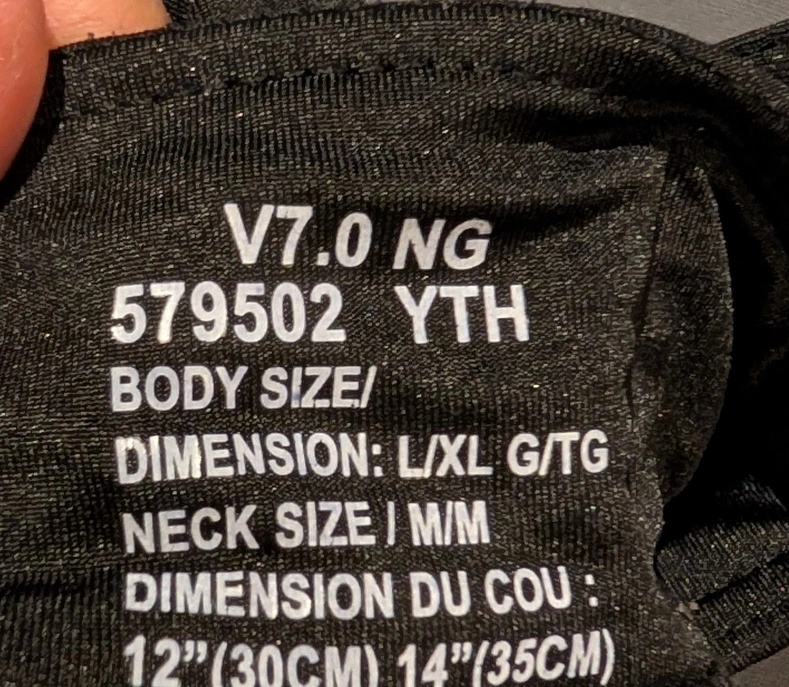 V7.0 NG
579502 YTH
BODY SIZE/
DIMENSION: L/XL G/TG
NECK SIZE / M/M
DIMENSION DU COU :
12”(30CM) 14”(35CM)